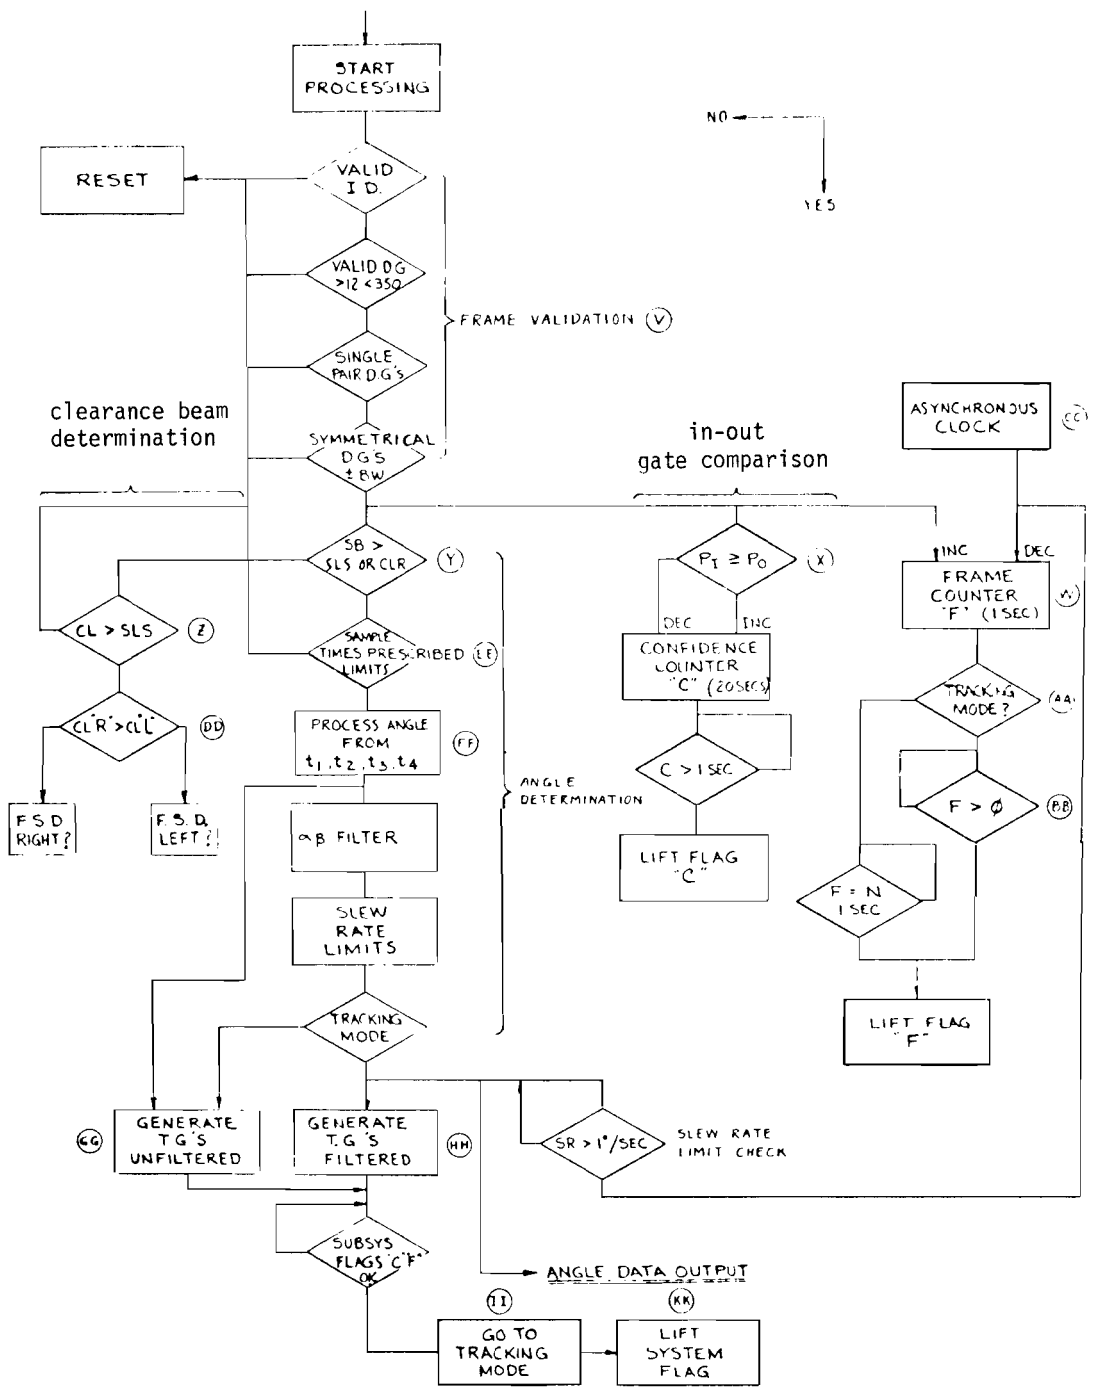 START
PROCESSING
NO
YES
RESET
VALID
I D.
VALID DG
>12 <350
FRAME VALIDATION V
SINGLE
PAIR D.G'S
clearance beam
determination
SYMMETRICAL
D G'S
± BW
in-out
gate comparison
ASYNCHRONOUS
CLOCK
CC
SB >
SLS OR CLR
Y
P_I ≥ P_O
X
INC
DEC
FRAME
COUNTER
"F" (1 SEC)
W
CL > SLS
Z
SAMPLE
TIMES PRESCRIBED
LIMITS
EE
DEC
INC
CONFIDENCE
COUNTER
"C" (20 SECS)
TRACKING
MODE?
AA
CL"R" > CL"L"
DD
PROCESS ANGLE
FROM
t1, t2, t3, t4
FF
C > 1 SEC
ANGLE
DETERMINATION
F > Ø
BB
F S D
RIGHT?
F. S. D.
LEFT?
αβ FILTER
LIFT FLAG
"C"
F = N
1 SEC
SLEW
RATE
LIMITS
TRACKING
MODE
LIFT FLAG
"F"
GG
GENERATE
T G'S
UNFILTERED
GENERATE
T.G'S
FILTERED
HH
SR > 1°/SEC
SLEW RATE
LIMIT CHECK
SUBSYS
FLAGS "C" "F"
OK
ANGLE DATA OUTPUT
II
KK
GO TO
TRACKING
MODE
LIFT
SYSTEM
FLAG